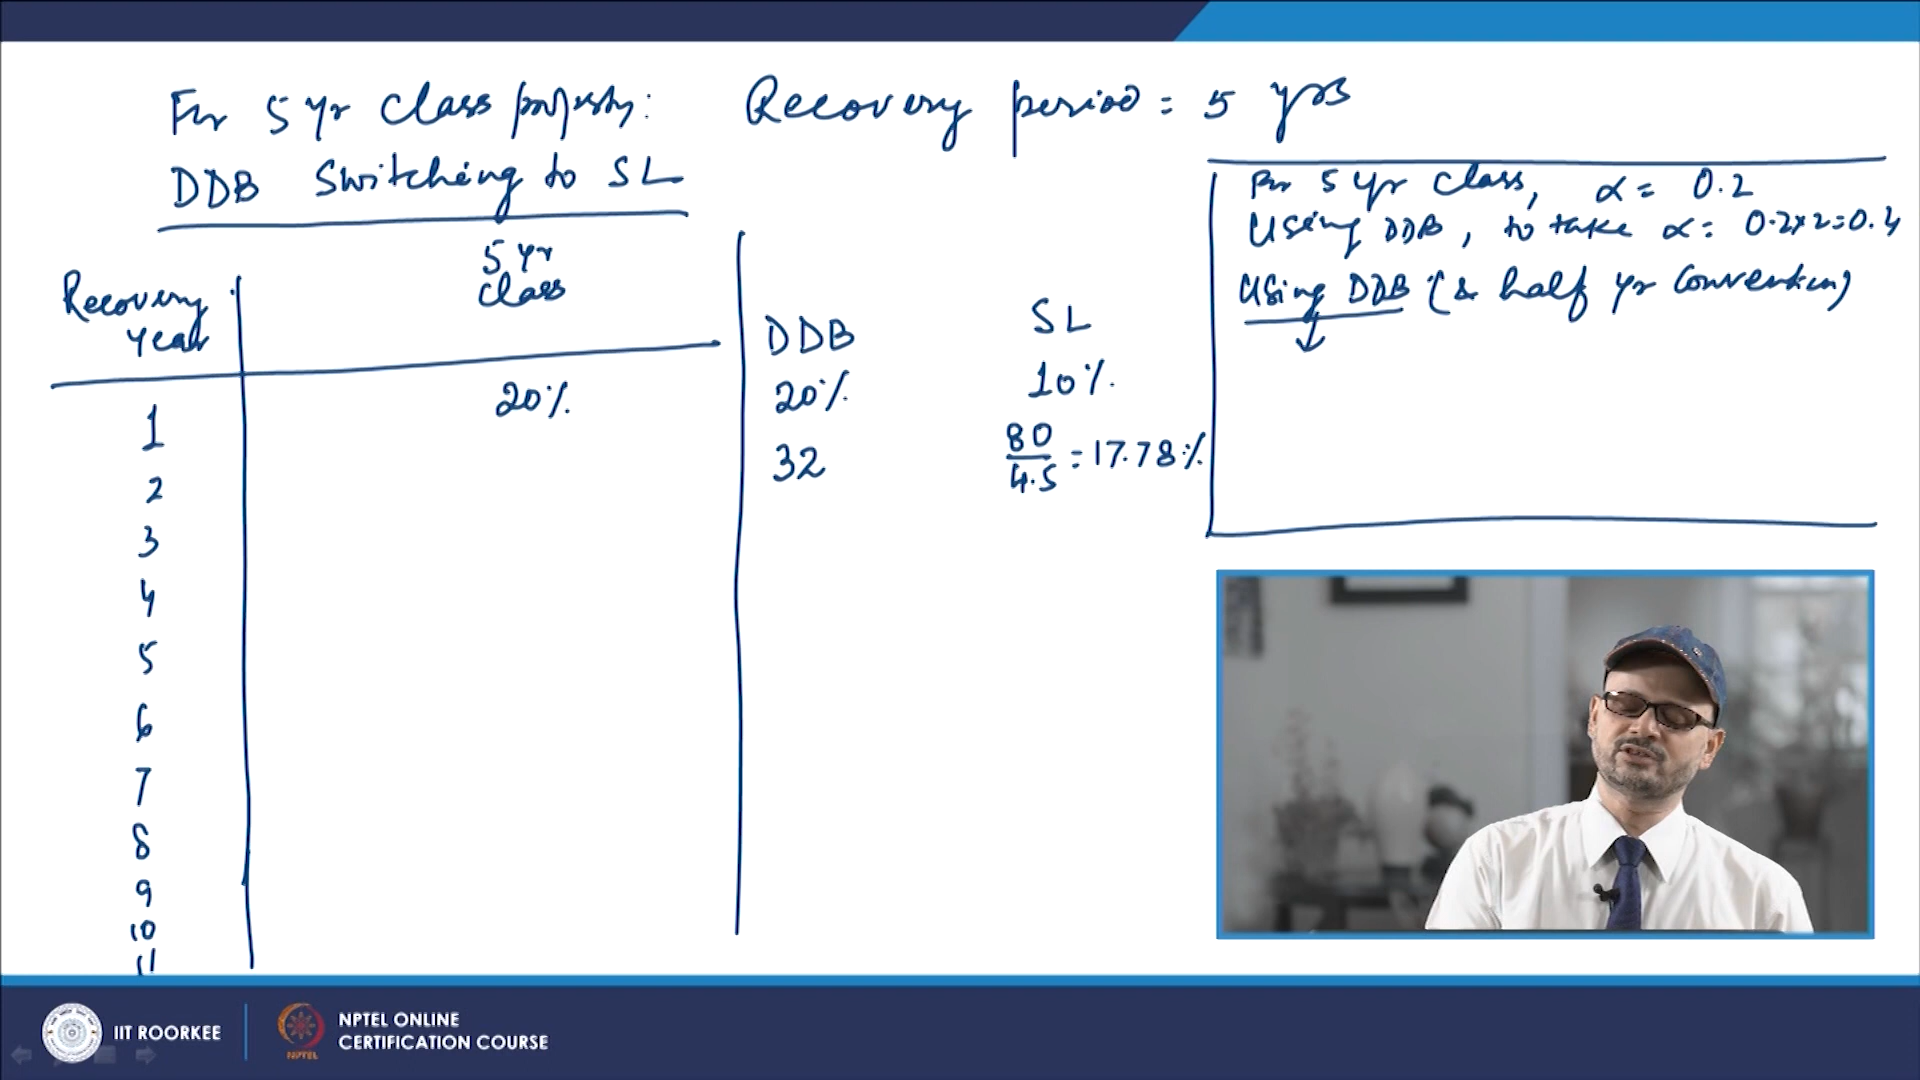 For 5 yr class property: Recovery period = 5 yrs
DDB Switching to SL
For 5 yr class, α = 0.2
Using DDB, to take α = 0.2×2=0.4
Using DDB (& half yr convention)
Recovery year
5 yr class
DDB SL
1 20% 20% 10%
2 32 80/4.5 = 17.78%
3
4
5
6
7
8
9
10
11
IIT ROORKEE
NPTEL ONLINE
CERTIFICATION COURSE
NPTEL